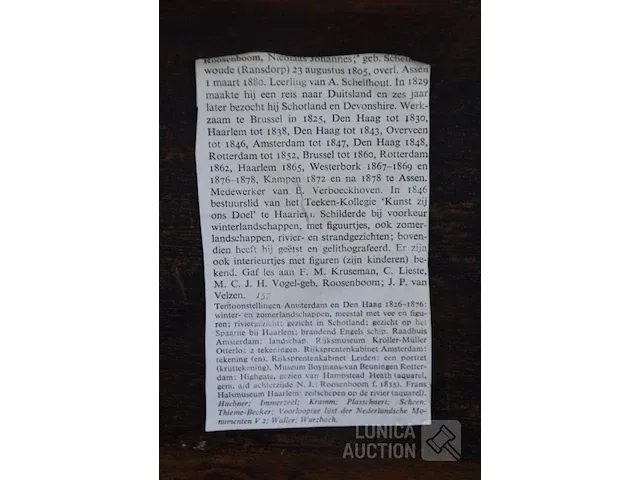 Roosenboom, Nicolaas Johannes; geb. Schellink-
woude (Ransdorp) 23 augustus 1805, overl. Assen
1 maart 1880. Leerling van A. Schelfhout. In 1829
maakte hij een reis naar Duitsland en zes jaar
later bezocht hij Schotland en Devonshire. Werk-
zaam te Brussel in 1825, Den Haag tot 1830,
Haarlem tot 1838, Den Haag tot 1843, Overveen
tot 1846, Amsterdam tot 1847, Den Haag 1848,
Rotterdam tot 1852, Brussel tot 1860, Rotterdam
1862, Haarlem 1865, Westerbork 1867–1869 en
1876–1878, Kampen 1872 en na 1878 te Assen.
Medewerker van E. Verboeckhoven. In 1846
bestuurslid van het Teeken-Kollegie ‘Kunst zij
ons Doel’ te Haarlem. Schilderde bij voorkeur
winterlandschappen, met figuurtjes, ook zomer-
landschappen, rivier- en strandgezichten; boven-
dien heeft hij geëtst en gelithografeerd. Er zijn
ook interieurtjes met figuren (zijn kinderen) be-
kend. Gaf les aan F. M. Kruseman, C. Lieste,
M. C. J. H. Vogel-geb. Roosenboom; J. P. van
Velzen. 157
Tentoonstellingen Amsterdam en Den Haag 1826-1876:
winter- en zomerlandschappen, meestal met vee en figu-
ren; riviergezicht; gezicht in Schotland; gezicht op het
Spaarne bij Haarlem; brandend Engels schip. Raadhuis
Amsterdam: landschap. Rijksmuseum Kröller-Müller
Otterlo: 2 tekeningen. Rijksprentenkabinet Amsterdam:
tekening (en). Rijksprentenkabinet Leiden: een portret
(krijttekening). Museum Boymans-van Beuningen Rotter-
dam: Highgate, gezien van Hampstead Heath (aquarel,
gem. a/d achterzijde N. J.: Roosenboom f. 1835). Frans
Halsmuseum Haarlem: zeilschepen op de rivier (aquarel).
Huebner; Immerzeel; Kramm; Plasschaert; Scheen;
Thieme-Becker; Voorlopige lijst der Nederlandsche Mo-
numenten V 2; Waller; Wurzbach.
LUNICA
AUCTION